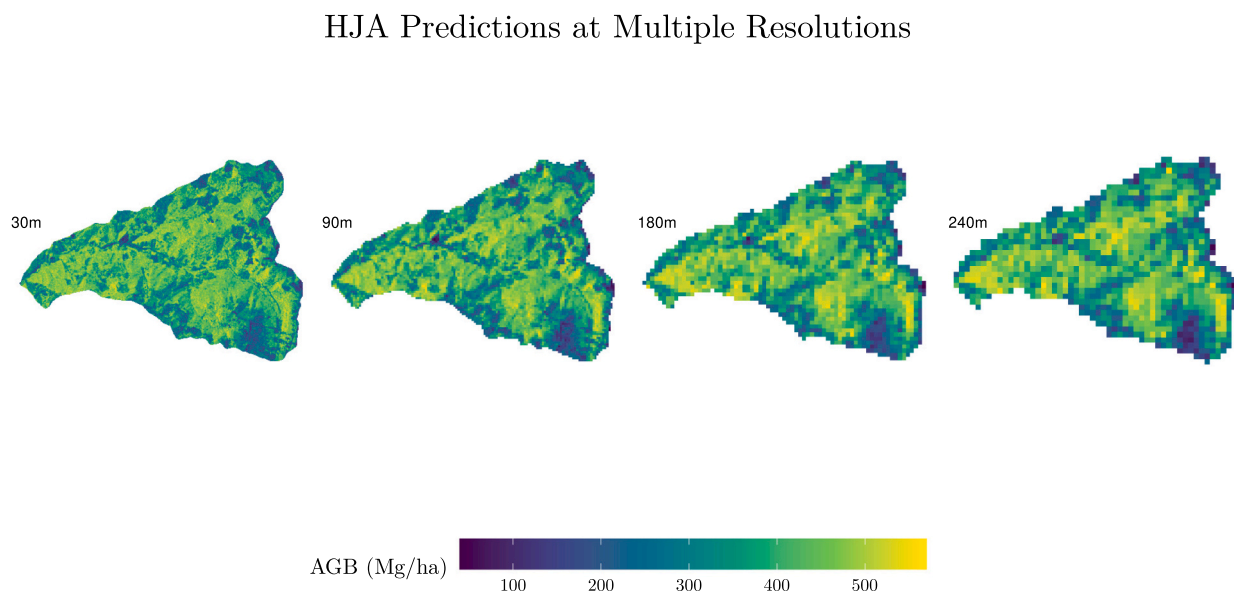 HJA Predictions at Multiple Resolutions
30m
90m
180m
240m
AGB (Mg/ha)
100 200 300 400 500